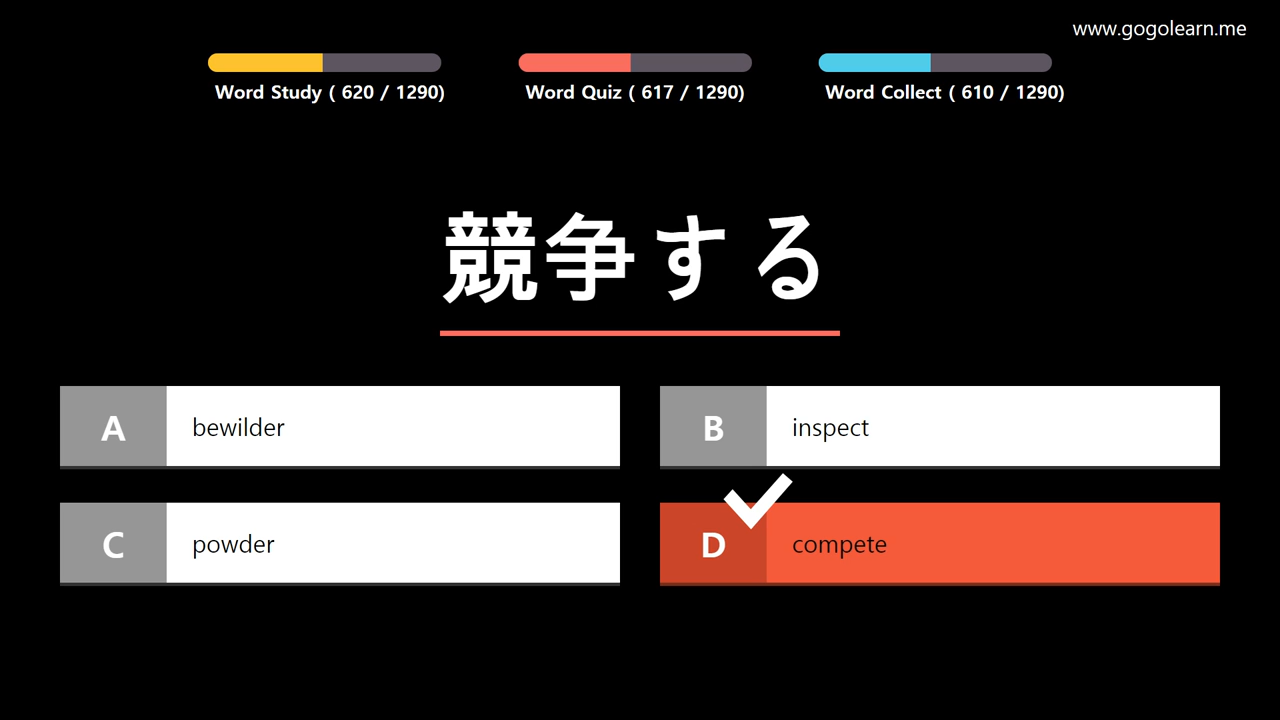 www.gogolearn.me
Word Study ( 620 / 1290)
Word Quiz ( 617 / 1290)
Word Collect ( 610 / 1290)
競争する
A bewilder
B inspect
C powder
D compete